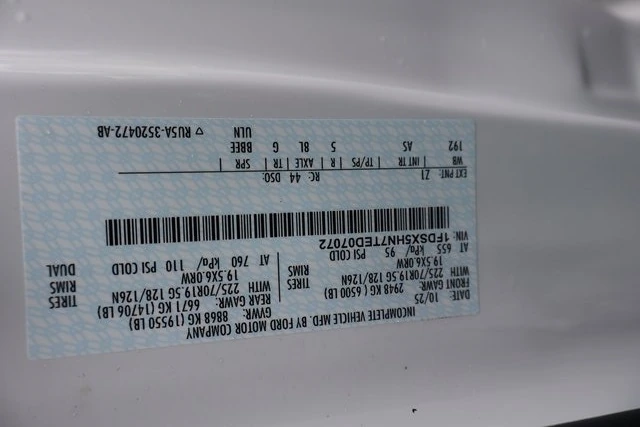 INCOMPLETE VEHICLE MFD. BY FORD MOTOR COMPANY
DATE: 10/25 GVWR: 8868 KG (19550 LB)
FRONT GAWR: 2948 KG (6500 LB) REAR GAWR: 6671 KG (14706 LB)
WITH 225/70R19.5G 128/126N TIRES WITH 225/70R19.5G 128/126N TIRES
19.5X6.0RW RIMS 19.5X6.0RW RIMS
AT 655 kPa/ 95 PSI COLD AT 760 kPa/ 110 PSI COLD DUAL
VIN: 1FDSX5HN7TED07072
EXT PNT: Z1 RC: 44 DSO:
WB | INT TR | TP/PS | R | AXLE | TR | SPR
192 AS 5 8L G BBEE
ULN
▽ RU5A-3520472-AB